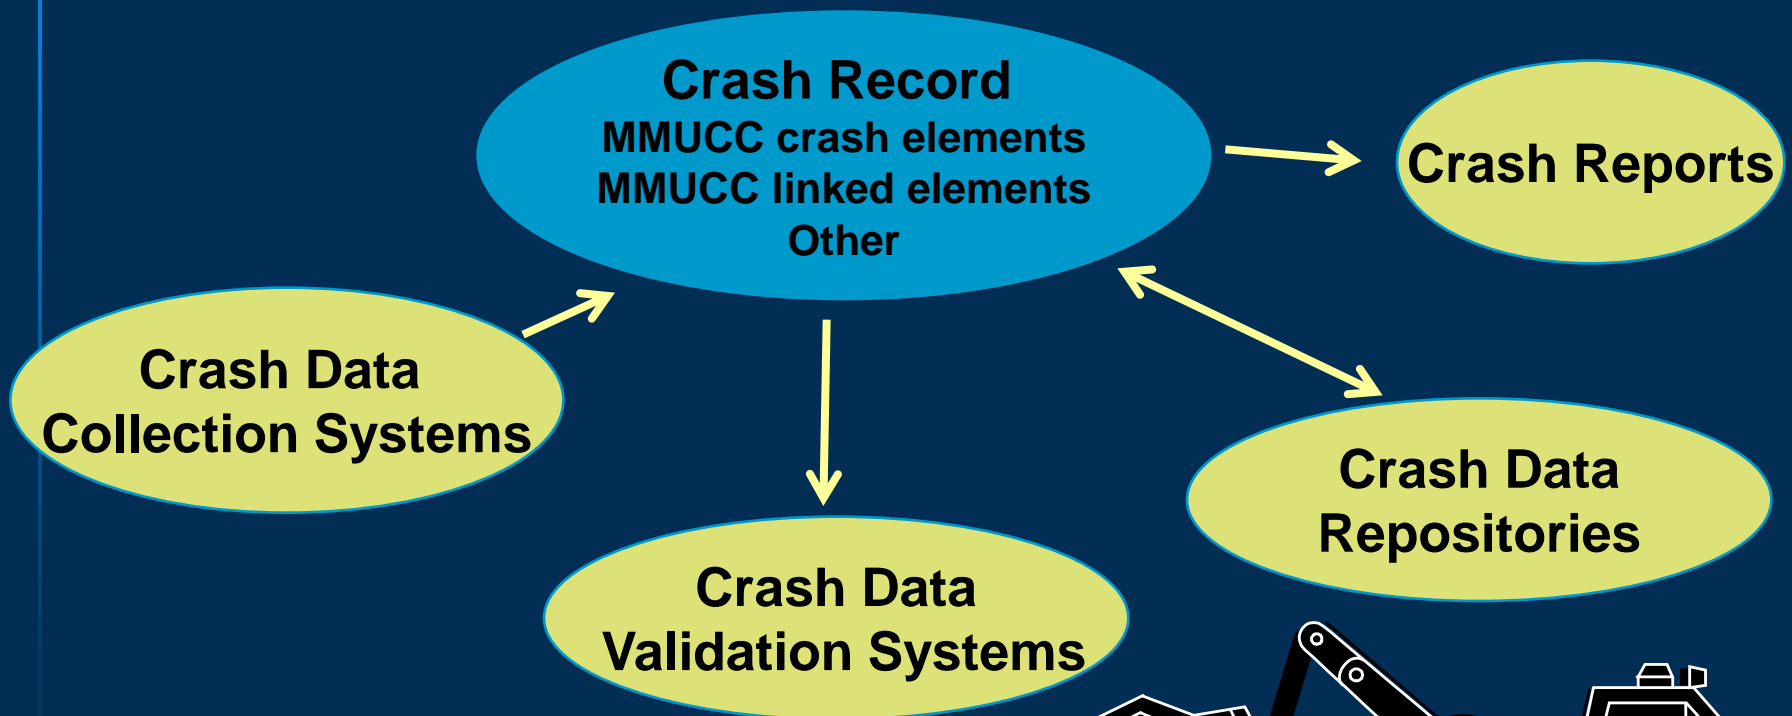 Crash Record
MMUCC crash elements
MMUCC linked elements
Other
Crash Reports
Crash Data
Collection Systems
Crash Data
Repositories
Crash Data
Validation Systems